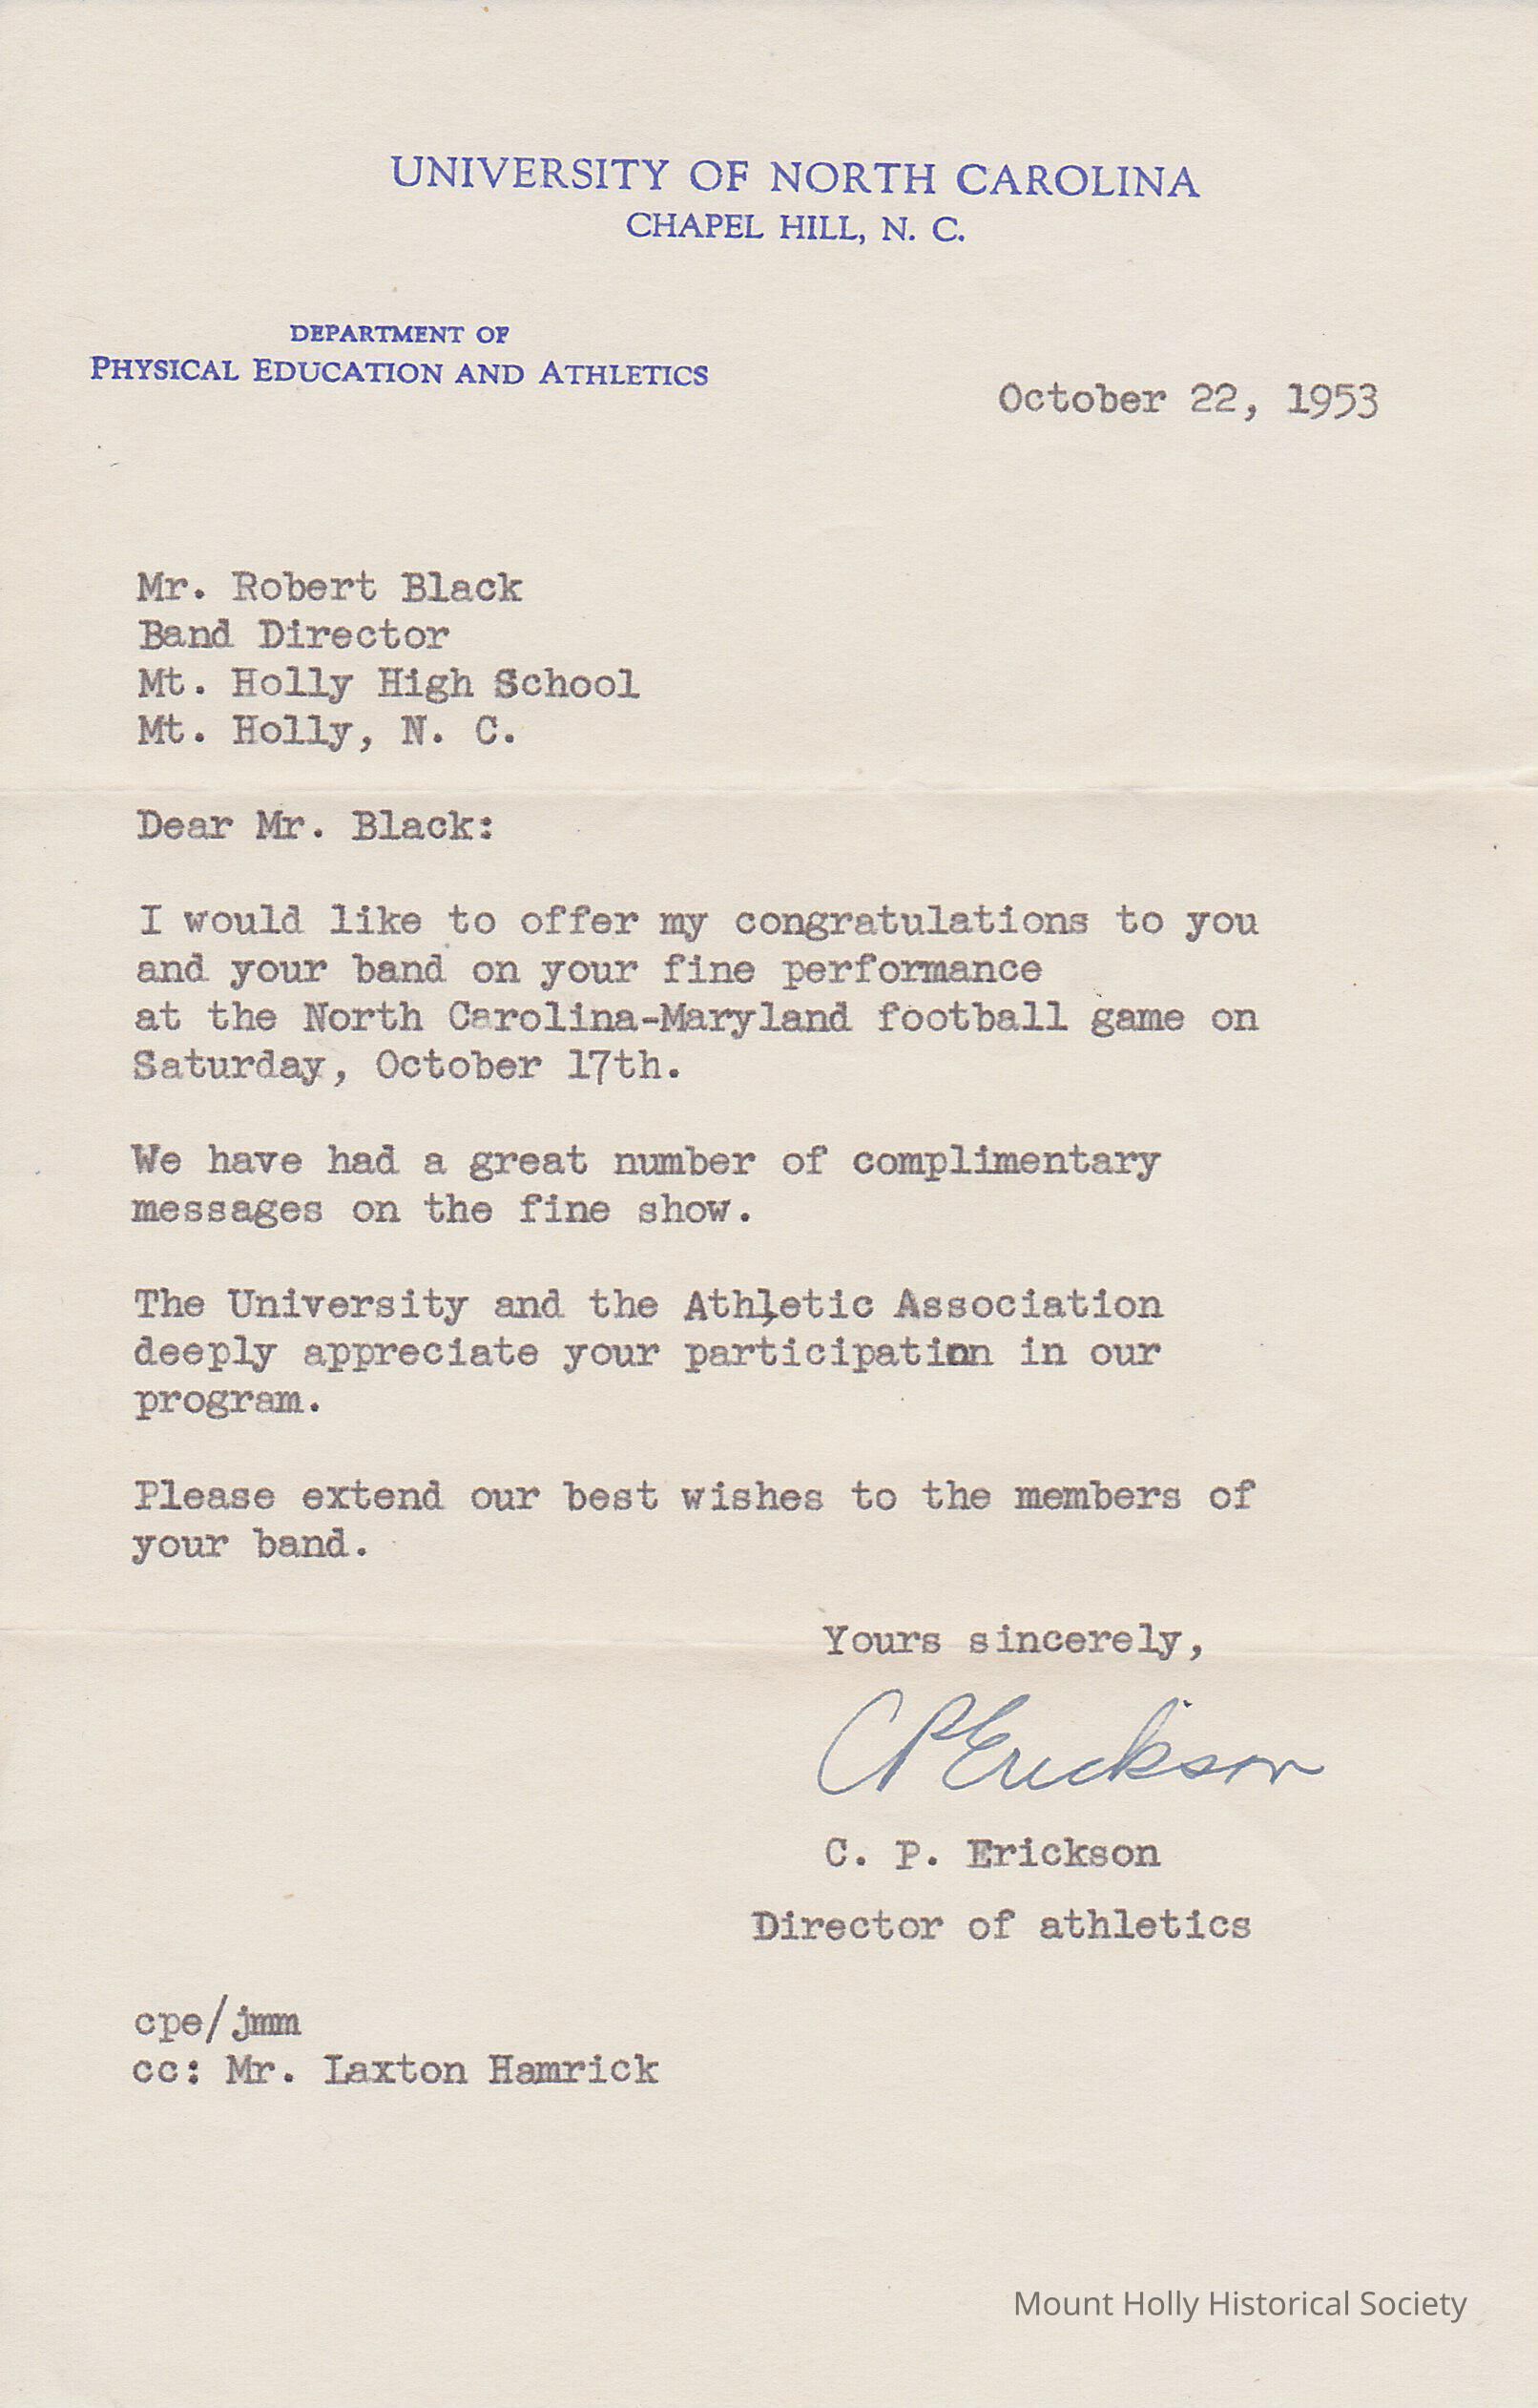 UNIVERSITY OF NORTH CAROLINA
CHAPEL HILL, N. C.
DEPARTMENT OF
PHYSICAL EDUCATION AND ATHLETICS
October 22, 1953
Mr. Robert Black
Band Director
Mt. Holly High School
Mt. Holly, N. C.
Dear Mr. Black:
I would like to offer my congratulations to you
and your band on your fine performance
at the North Carolina-Maryland football game on
Saturday, October 17th.
We have had a great number of complimentary
messages on the fine show.
The University and the Athletic Association
deeply appreciate your participation in our
program.
Please extend our best wishes to the members of
your band.
Yours sincerely,
CPErickson
C. P. Erickson
Director of athletics
cpe/jmm
cc: Mr. Laxton Hamrick
Mount Holly Historical Society